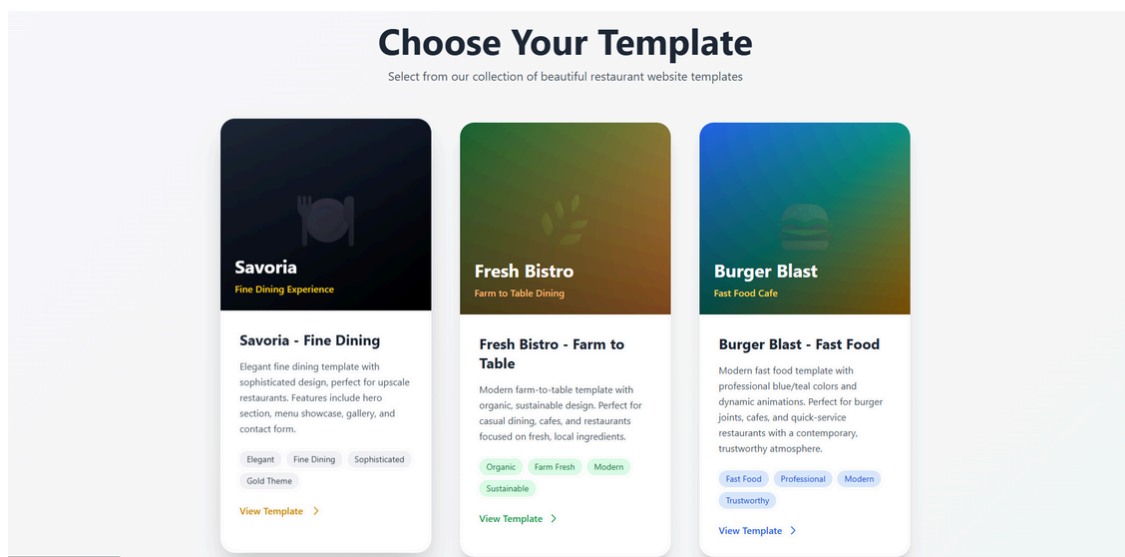 Choose Your Template
Select from our collection of beautiful restaurant website templates
Savoria
Fine Dining Experience
Savoria - Fine Dining
Elegant fine dining template with
sophisticated design, perfect for upscale
restaurants. Features include hero
section, menu showcase, gallery, and
contact form.
Elegant
Fine Dining
Sophisticated
Gold Theme
View Template
Fresh Bistro
Farm to Table Dining
Fresh Bistro - Farm to
Table
Modern farm-to-table template with
organic, sustainable design. Perfect for
casual dining, cafes, and restaurants
focused on fresh, local ingredients.
Organic
Farm Fresh
Modern
Sustainable
View Template
Burger Blast
Fast Food Cafe
Burger Blast - Fast Food
Modern fast food template with
professional blue/teal colors and
dynamic animations. Perfect for burger
joints, cafes, and quick-service
restaurants with a contemporary,
trustworthy atmosphere.
Fast Food
Professional
Modern
Trustworthy
View Template